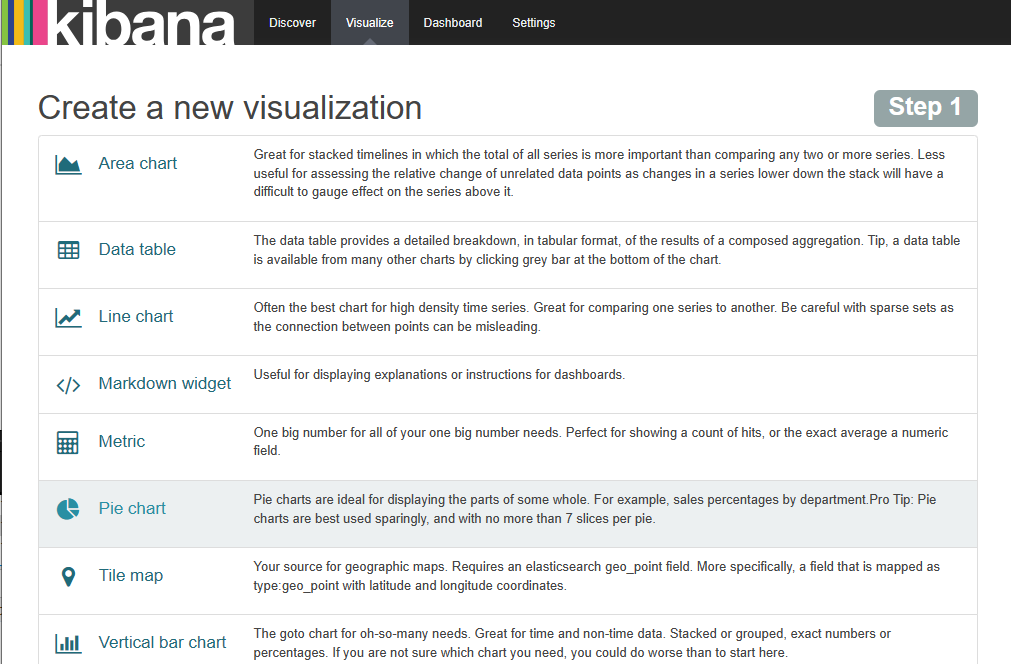 kibana Discover Visualize Dashboard Settings
Create a new visualization Step 1
Area chart
Great for stacked timelines in which the total of all series is more important than comparing any two or more series. Less
useful for assessing the relative change of unrelated data points as changes in a series lower down the stack will have a
difficult to gauge effect on the series above it.
Data table
The data table provides a detailed breakdown, in tabular format, of the results of a composed aggregation. Tip, a data table
is available from many other charts by clicking grey bar at the bottom of the chart.
Line chart
Often the best chart for high density time series. Great for comparing one series to another. Be careful with sparse sets as
the connection between points can be misleading.
Markdown widget
Useful for displaying explanations or instructions for dashboards.
Metric
One big number for all of your one big number needs. Perfect for showing a count of hits, or the exact average a numeric
field.
Pie chart
Pie charts are ideal for displaying the parts of some whole. For example, sales percentages by department.Pro Tip: Pie
charts are best used sparingly, and with no more than 7 slices per pie.
Tile map
Your source for geographic maps. Requires an elasticsearch geo_point field. More specifically, a field that is mapped as
type:geo_point with latitude and longitude coordinates.
Vertical bar chart
The goto chart for oh-so-many needs. Great for time and non-time data. Stacked or grouped, exact numbers or
percentages. If you are not sure which chart you need, you could do worse than to start here.